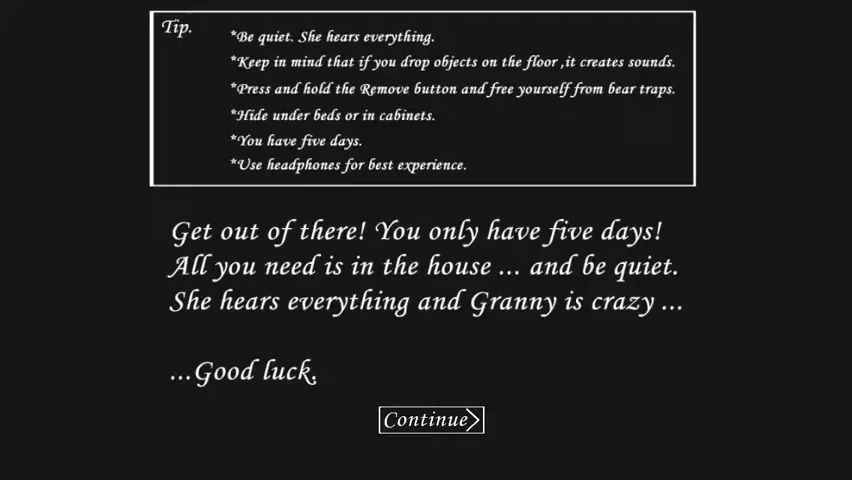 Tip.
*Be quiet. She hears everything.
*Keep in mind that if you drop objects on the floor ,it creates sounds.
*Press and hold the Remove button and free yourself from bear traps.
*Hide under beds or in cabinets.
*You have five days.
*Use headphones for best experience.
Get out of there! You only have five days!
All you need is in the house ... and be quiet.
She hears everything and Granny is crazy ...
...Good luck.
Continue